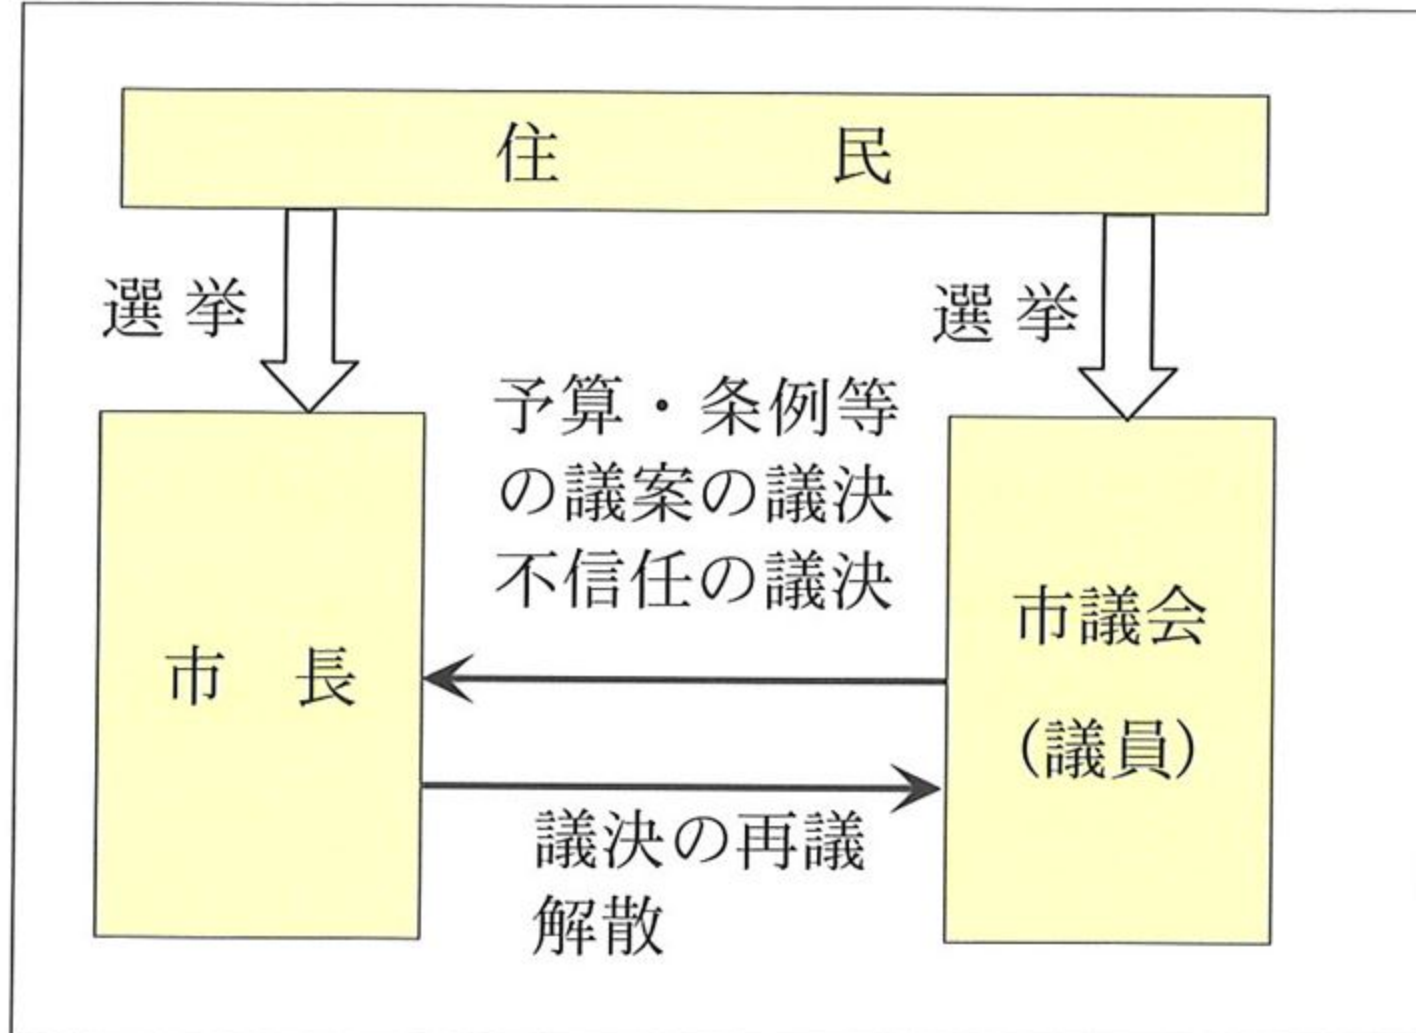 住民
選挙
選挙
予算・条例等
の議案の議決
不信任の議決
市長
市議会
(議員)
議決の再議
解散